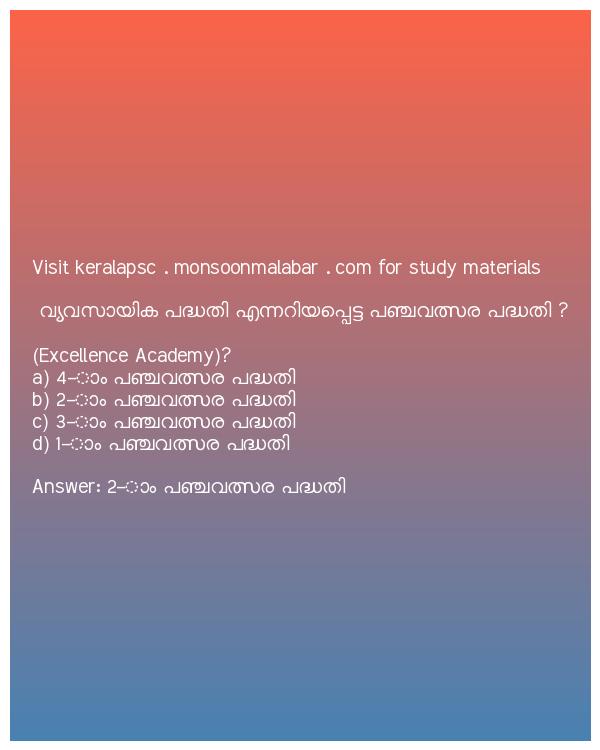 Visit keralapsc . monsoonmalabar . com for study materials
വ്യവസായിക പദ്ധതി എന്നറിയപ്പെട്ട പഞ്ചവത്സര പദ്ധതി ?
(Excellence Academy)?
a) 4-ാം പഞ്ചവത്സര പദ്ധതി
b) 2-ാം പഞ്ചവത്സര പദ്ധതി
c) 3-ാം പഞ്ചവത്സര പദ്ധതി
d) 1-ാം പഞ്ചവത്സര പദ്ധതി
Answer: 2-ാം പഞ്ചവത്സര പദ്ധതി